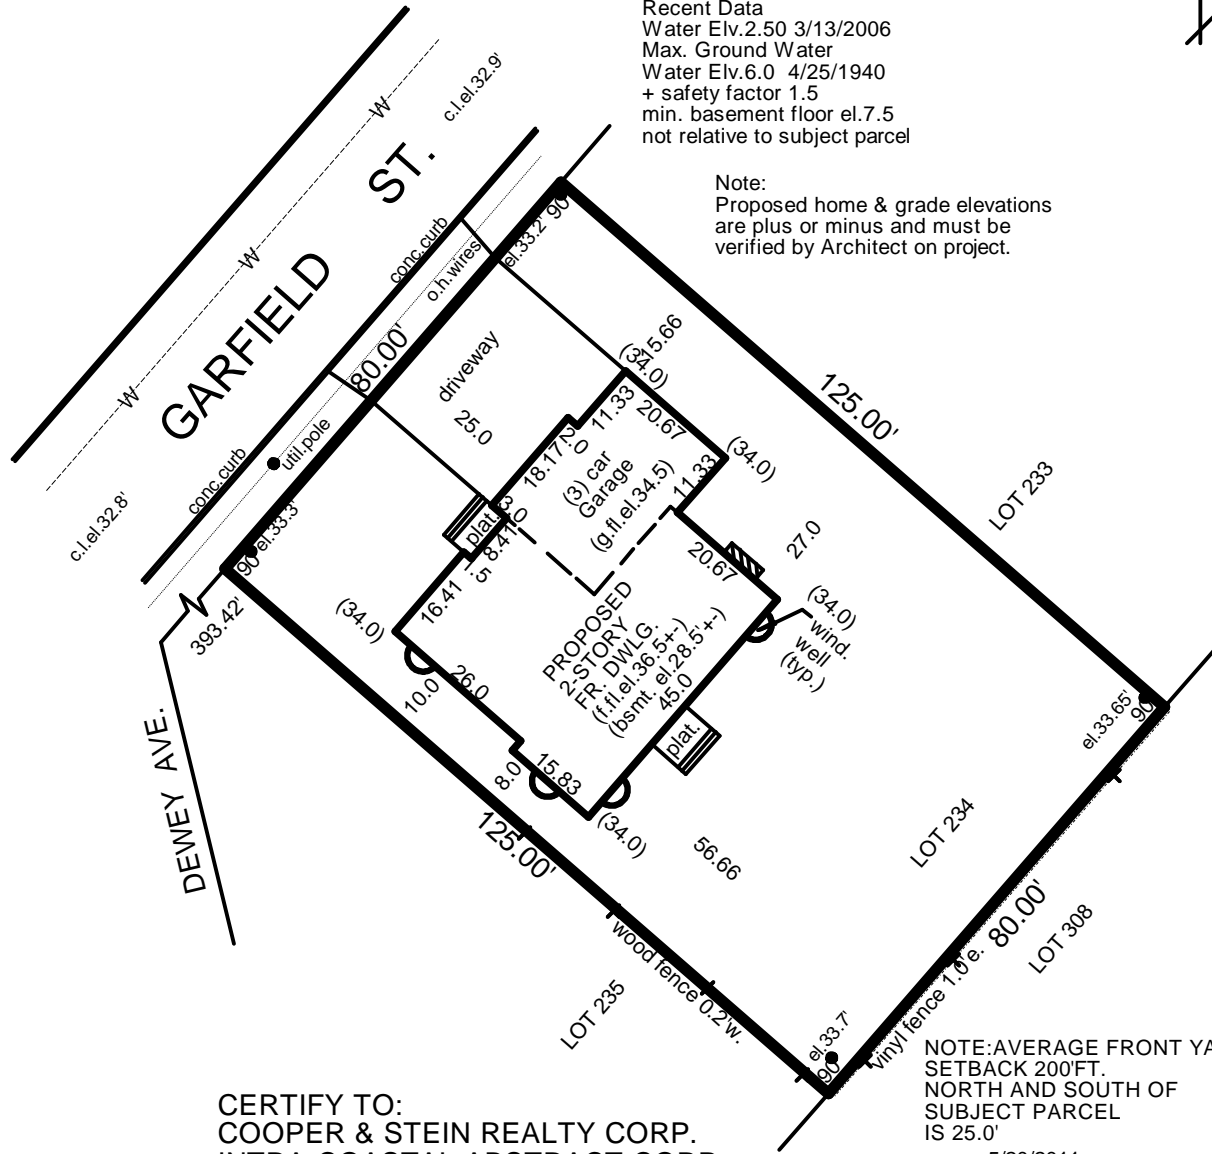 Recent Data
Water Elv.2.50 3/13/2006
Max. Ground Water
Water Elv.6.0 4/25/1940
+ safety factor 1.5
min. basement floor el.7.5
not relative to subject parcel
Note:
Proposed home & grade elevations
are plus or minus and must be
verified by Architect on project.
c.l.el.32.9'
W
W
W
GARFIELD ST.
c.l.el.32.8'
conc.curb
conc.curb
o.h.wires
util.pole
80.00'
el.33.2'
90
el.33.3'
90
393.42'
DEWEY AVE.
driveway
25.0
15.66
(34.0)
11.33
20.67
2.0
18.17
(3) car
Garage
(g.fl.el.34.5)
11.33
(34.0)
3.0
plat.
8.41
1.5
16.41
(34.0)
20.67
27.0
(34.0)
wind.
well
(typ.)
PROPOSED
2-STORY
FR. DWLG.
(f.fl.el.36.5+-)
(bsmt. el.28.5'+-)
45.0
plat.
26.0
10.0
8.0
15.83
(34.0)
56.66
125.00'
LOT 233
125.00'
el.33.65'
90
LOT 234
80.00'
LOT 308
wood fence 0.2'w.
LOT 235
vinyl fence 1.0'e.
el.33.7'
90
NOTE:AVERAGE FRONT YA
SETBACK 200'FT.
NORTH AND SOUTH OF
SUBJECT PARCEL
IS 25.0'
CERTIFY TO:
COOPER & STEIN REALTY CORP.